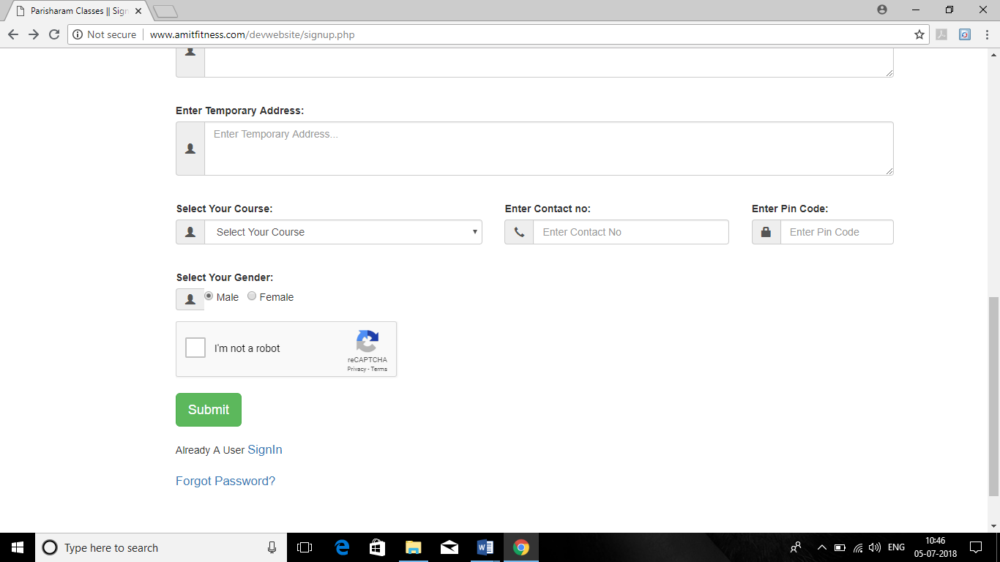 Parisharam Classes || Sign
Not secure | www.amitfitness.com/devwebsite/signup.php
Enter Temporary Address:
Enter Temporary Address...
Select Your Course: Enter Contact no: Enter Pin Code:
Select Your Course Enter Contact No Enter Pin Code
Select Your Gender:
Male Female
I'm not a robot
reCAPTCHA
Privacy - Terms
Submit
Already A User SignIn
Forgot Password?
Type here to search
ENG
10:46
05-07-2018